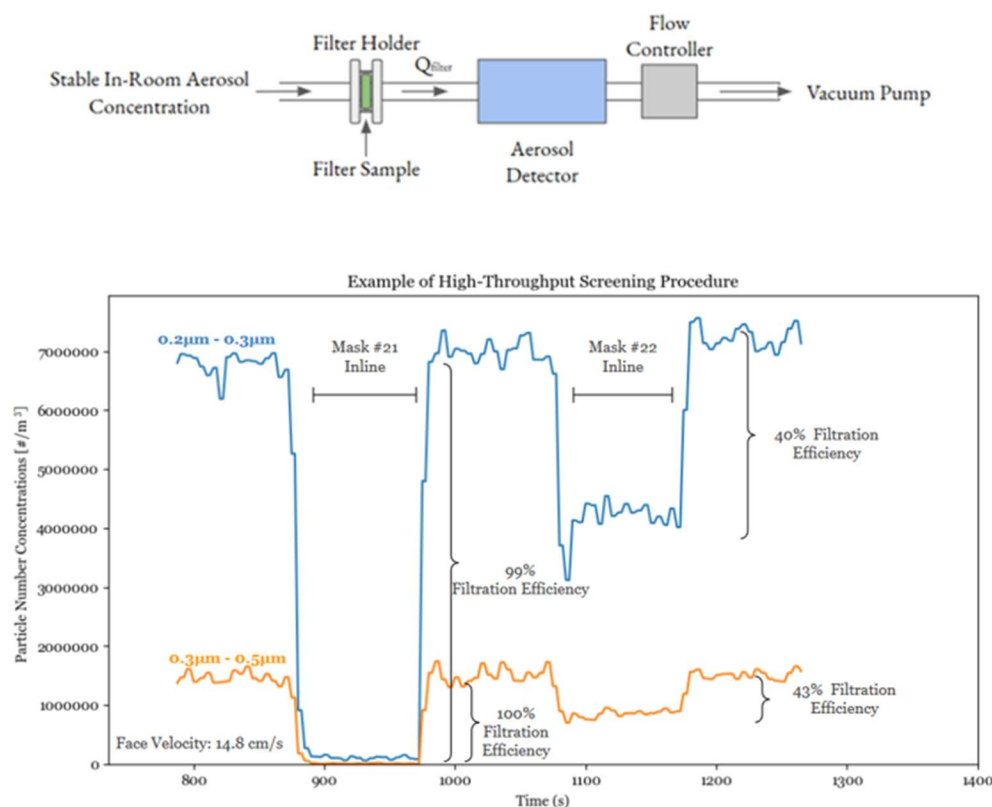 Flow
Controller
Filter Holder
Qfilter
Stable In-Room Aerosol
Concentration
Vacuum Pump
Filter Sample
Aerosol
Detector
Example of High-Throughput Screening Procedure
0.2µm - 0.3µm
Mask #21
Inline
Mask #22
Inline
40% Filtration
Efficiency
99%
Filtration Efficiency
0.3µm - 0.5µm
100%
Filtration
Efficiency
43% Filtration
Efficiency
Face Velocity: 14.8 cm/s
Particle Number Concentrations [#/m³]
7000000
6000000
5000000
4000000
3000000
2000000
1000000
0
800
900
1000
1100
1200
1300
1400
Time (s)